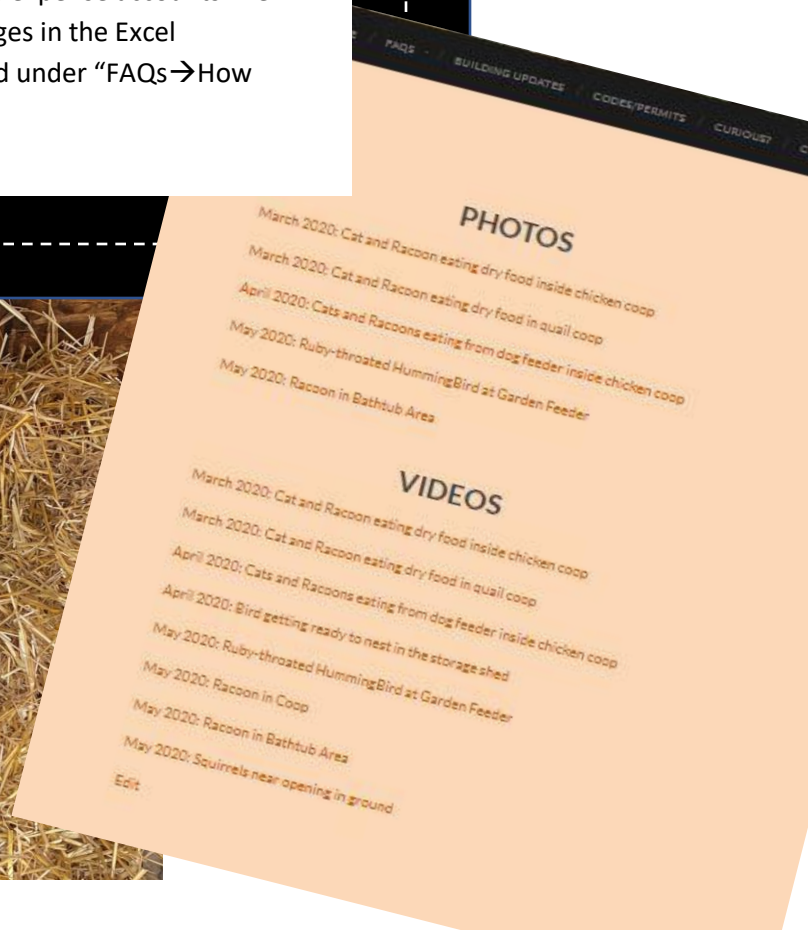 ges in the Excel
d under “FAQs→How
FAQS
BUILDING UPDATES
CODES/PERMITS
CURIOUS?
PHOTOS
March 2020: Cat and Racoon eating dry food inside chicken coop
March 2020: Cat and Racoon eating dry food in quail coop
April 2020: Cats and Racoons eating from dog feeder inside chicken coop
May 2020: Ruby-throated HummingBird at Garden Feeder
May 2020: Racoon in Bathtub Area
VIDEOS
March 2020: Cat and Racoon eating dry food inside chicken coop
March 2020: Cat and Racoon eating dry food in quail coop
April 2020: Cats and Racoons eating from dog feeder inside chicken coop
April 2020: Bird getting ready to nest in the storage shed
May 2020: Ruby-throated HummingBird at Garden Feeder
May 2020: Racoon in Coop
May 2020: Racoon in Bathtub Area
May 2020: Squirrels near opening in ground
Edit